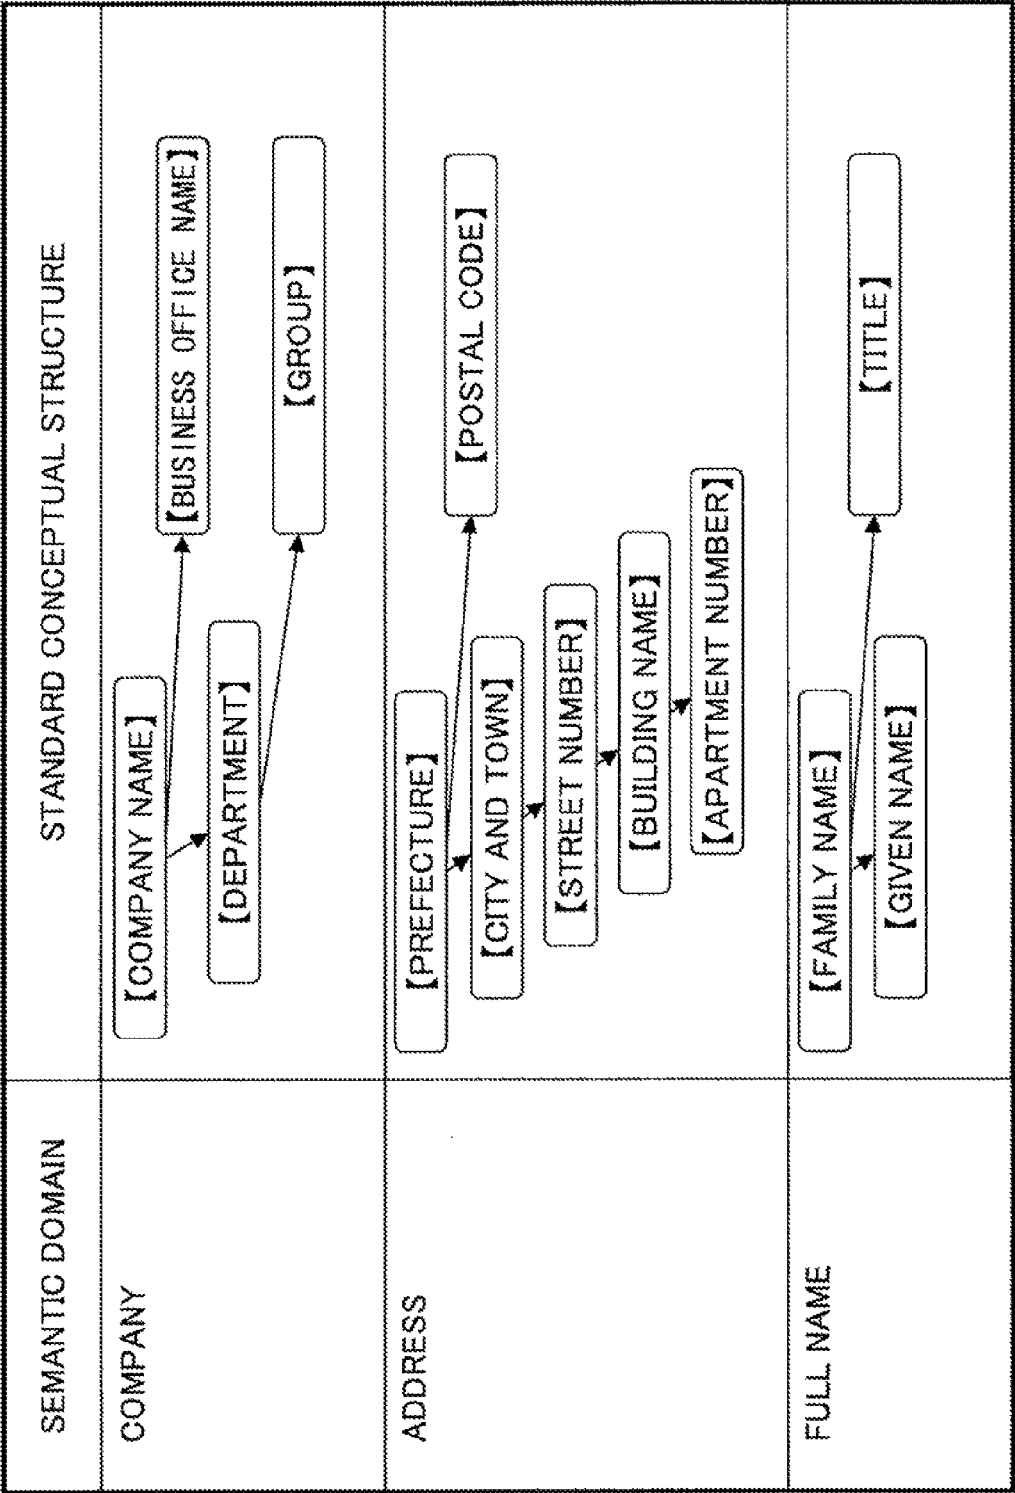 SEMANTIC DOMAIN
STANDARD CONCEPTUAL STRUCTURE
COMPANY
【COMPANY NAME】
【BUSINESS OFFICE NAME】
【DEPARTMENT】
【GROUP】
ADDRESS
【PREFECTURE】
【POSTAL CODE】
【CITY AND TOWN】
【STREET NUMBER】
【BUILDING NAME】
【APARTMENT NUMBER】
FULL NAME
【FAMILY NAME】
【TITLE】
【GIVEN NAME】